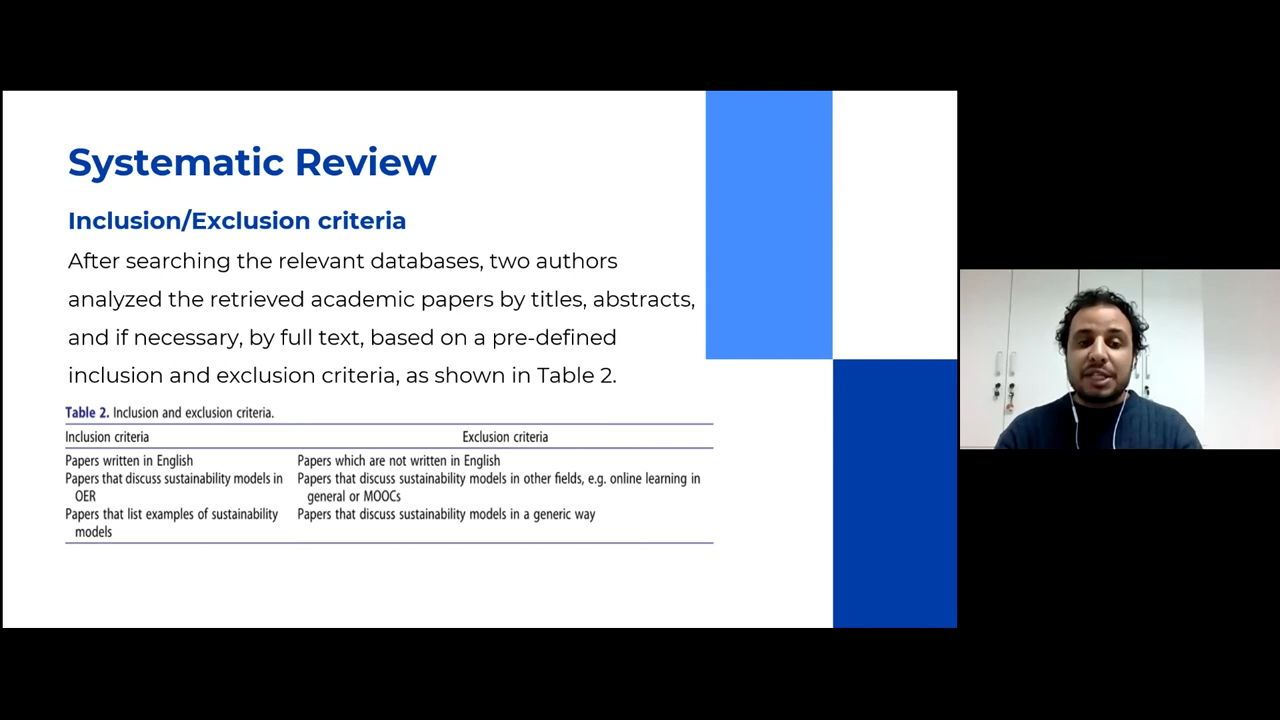 Systematic Review
Inclusion/Exclusion criteria
After searching the relevant databases, two authors
analyzed the retrieved academic papers by titles, abstracts,
and if necessary, by full text, based on a pre-defined
inclusion and exclusion criteria, as shown in Table 2.
Table 2. Inclusion and exclusion criteria.
Inclusion criteria Exclusion criteria
Papers written in English Papers which are not written in English
Papers that discuss sustainability models in Papers that discuss sustainability models in other fields, e.g. online learning in
OER general or MOOCs
Papers that list examples of sustainability Papers that discuss sustainability models in a generic way
models